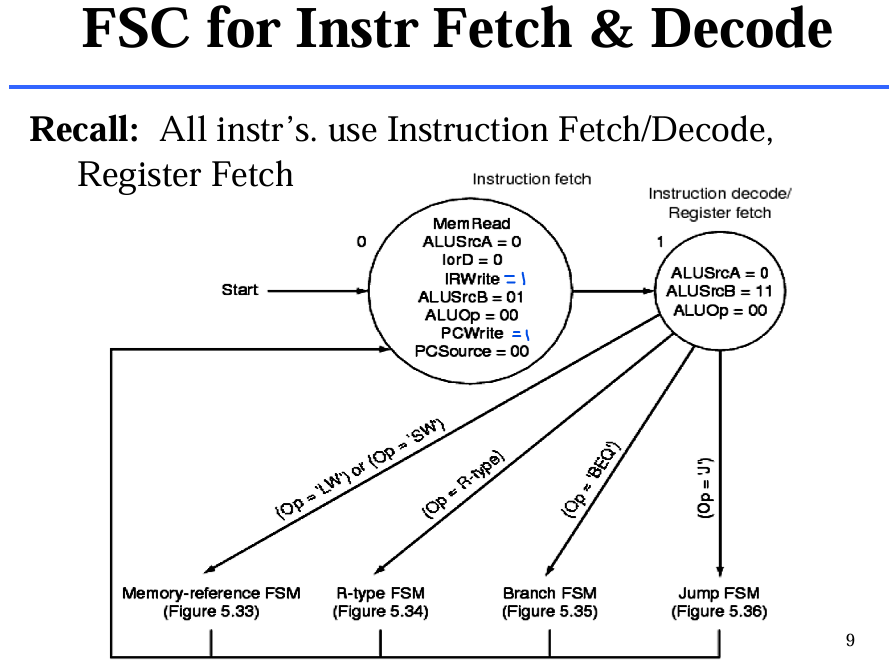 FSC for Instr Fetch & Decode
Recall: All instr's. use Instruction Fetch/Decode,
Register Fetch
Instruction fetch
Instruction decode/
Register fetch
0
MemRead
ALUSrcA = 0
IorD = 0
IRWrite = 1
ALUSrcB = 01
ALUOp = 00
PCWrite = 1
PCSource = 00
1
ALUSrcA = 0
ALUSrcB = 11
ALUOp = 00
Start
(Op = 'LW') or (Op = 'SW')
(Op = R-type)
(Op = 'BEQ')
(Op = 'J')
Memory-reference FSM
(Figure 5.33)
R-type FSM
(Figure 5.34)
Branch FSM
(Figure 5.35)
Jump FSM
(Figure 5.36)
9